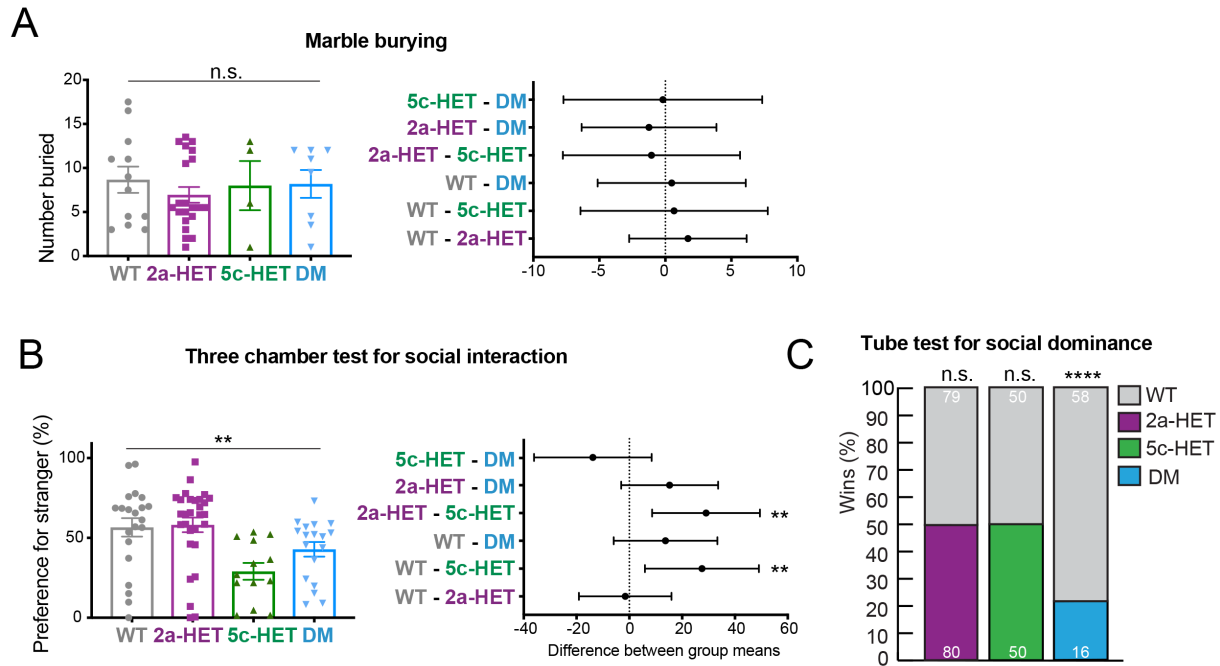 A
Marble burying
n.s.
20
15
10
5
0
Number buried
WT 2a-HET 5c-HET DM
5c-HET - DM
2a-HET - DM
2a-HET - 5c-HET
WT - DM
WT - 5c-HET
WT - 2a-HET
-10 -5 0 5 10
B
Three chamber test for social interaction
**
100
50
0
Preference for stranger (%)
WT 2a-HET 5c-HET DM
5c-HET - DM
2a-HET - DM
2a-HET - 5c-HET **
WT - DM
WT - 5c-HET **
WT - 2a-HET
-40 -20 0 20 40 60
Difference between group means
C
Tube test for social dominance
n.s. n.s. ****
100
90
80
70
60
50
40
30
20
10
0
Wins (%)
79 50 58
80 50 16
WT
2a-HET
5c-HET
DM